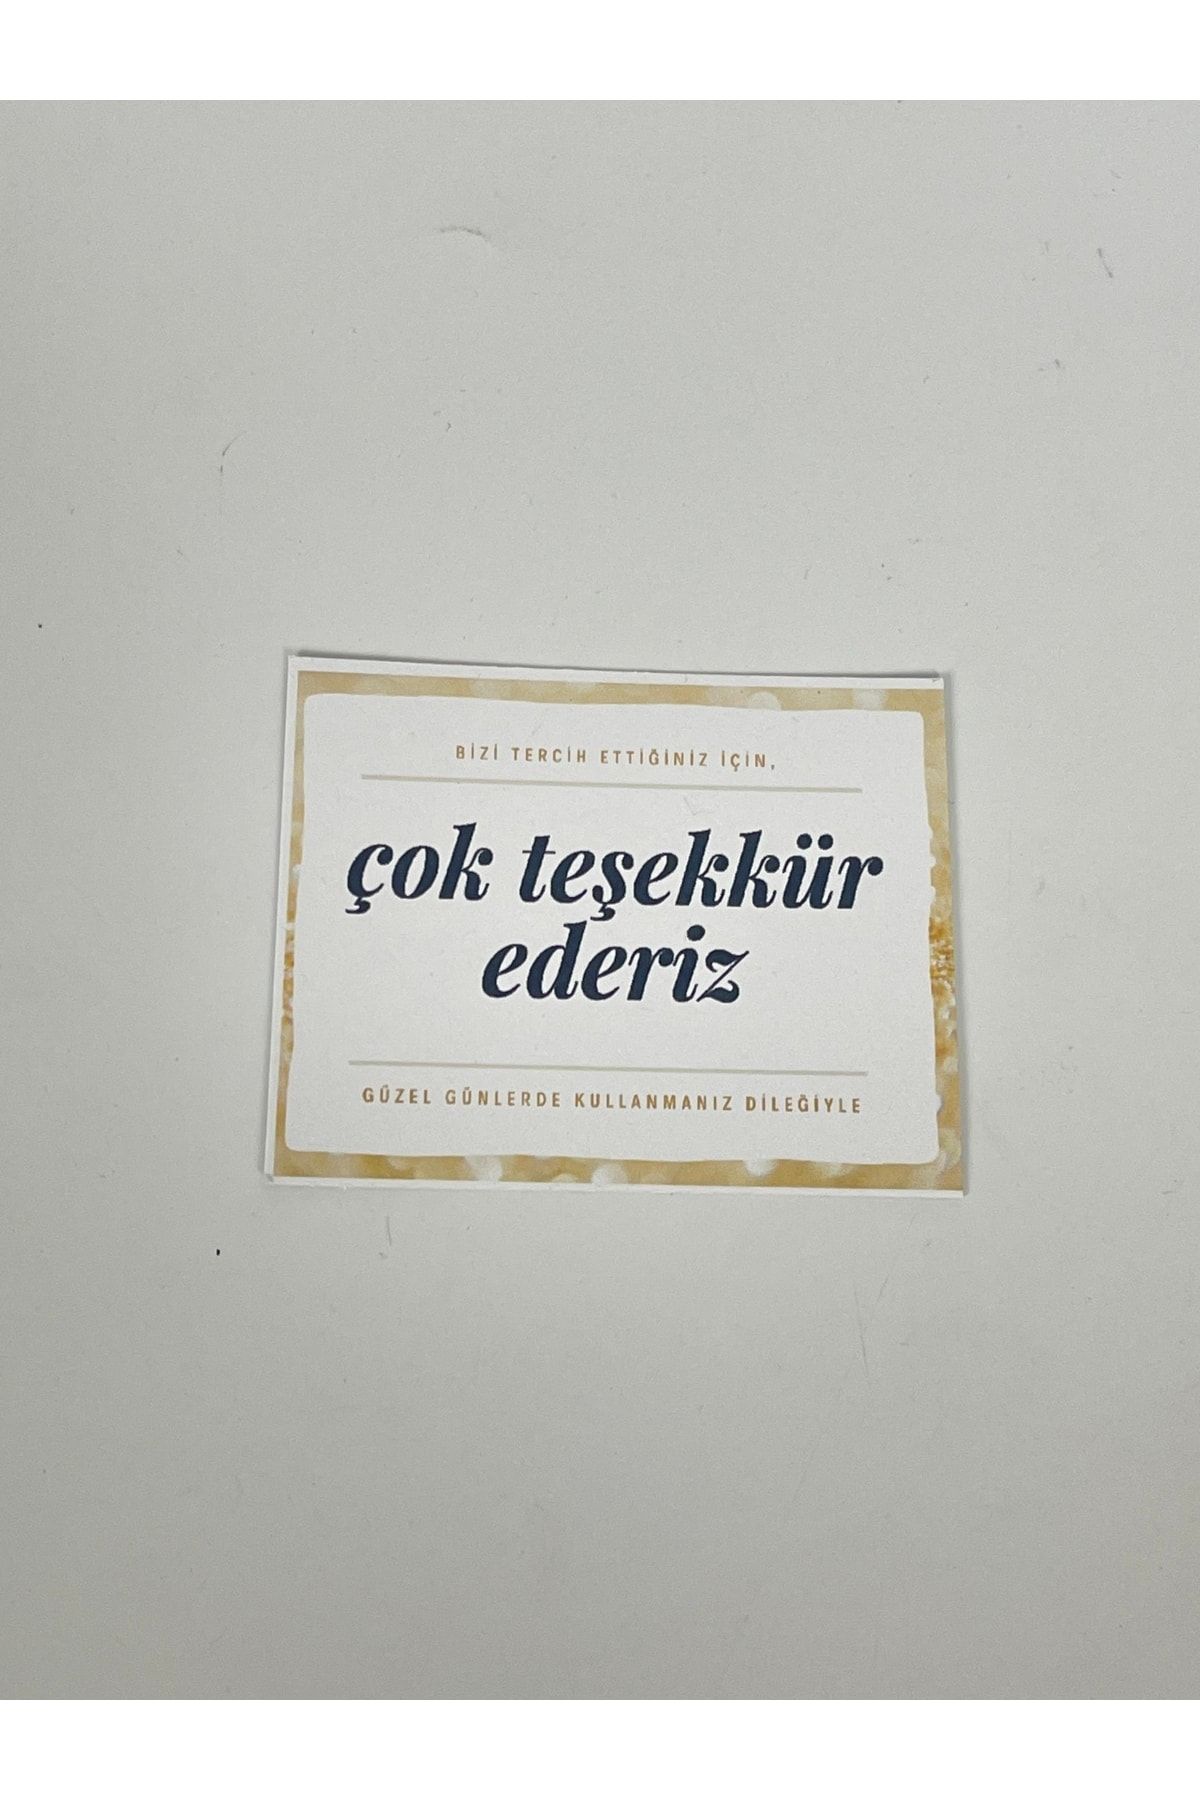 BİZİ TERCİH ETTİĞİNİZ İÇİN,
çok teşekkür
ederiz
GÜZEL GÜNLERDE KULLANMANIZ DİLEĞİYLE